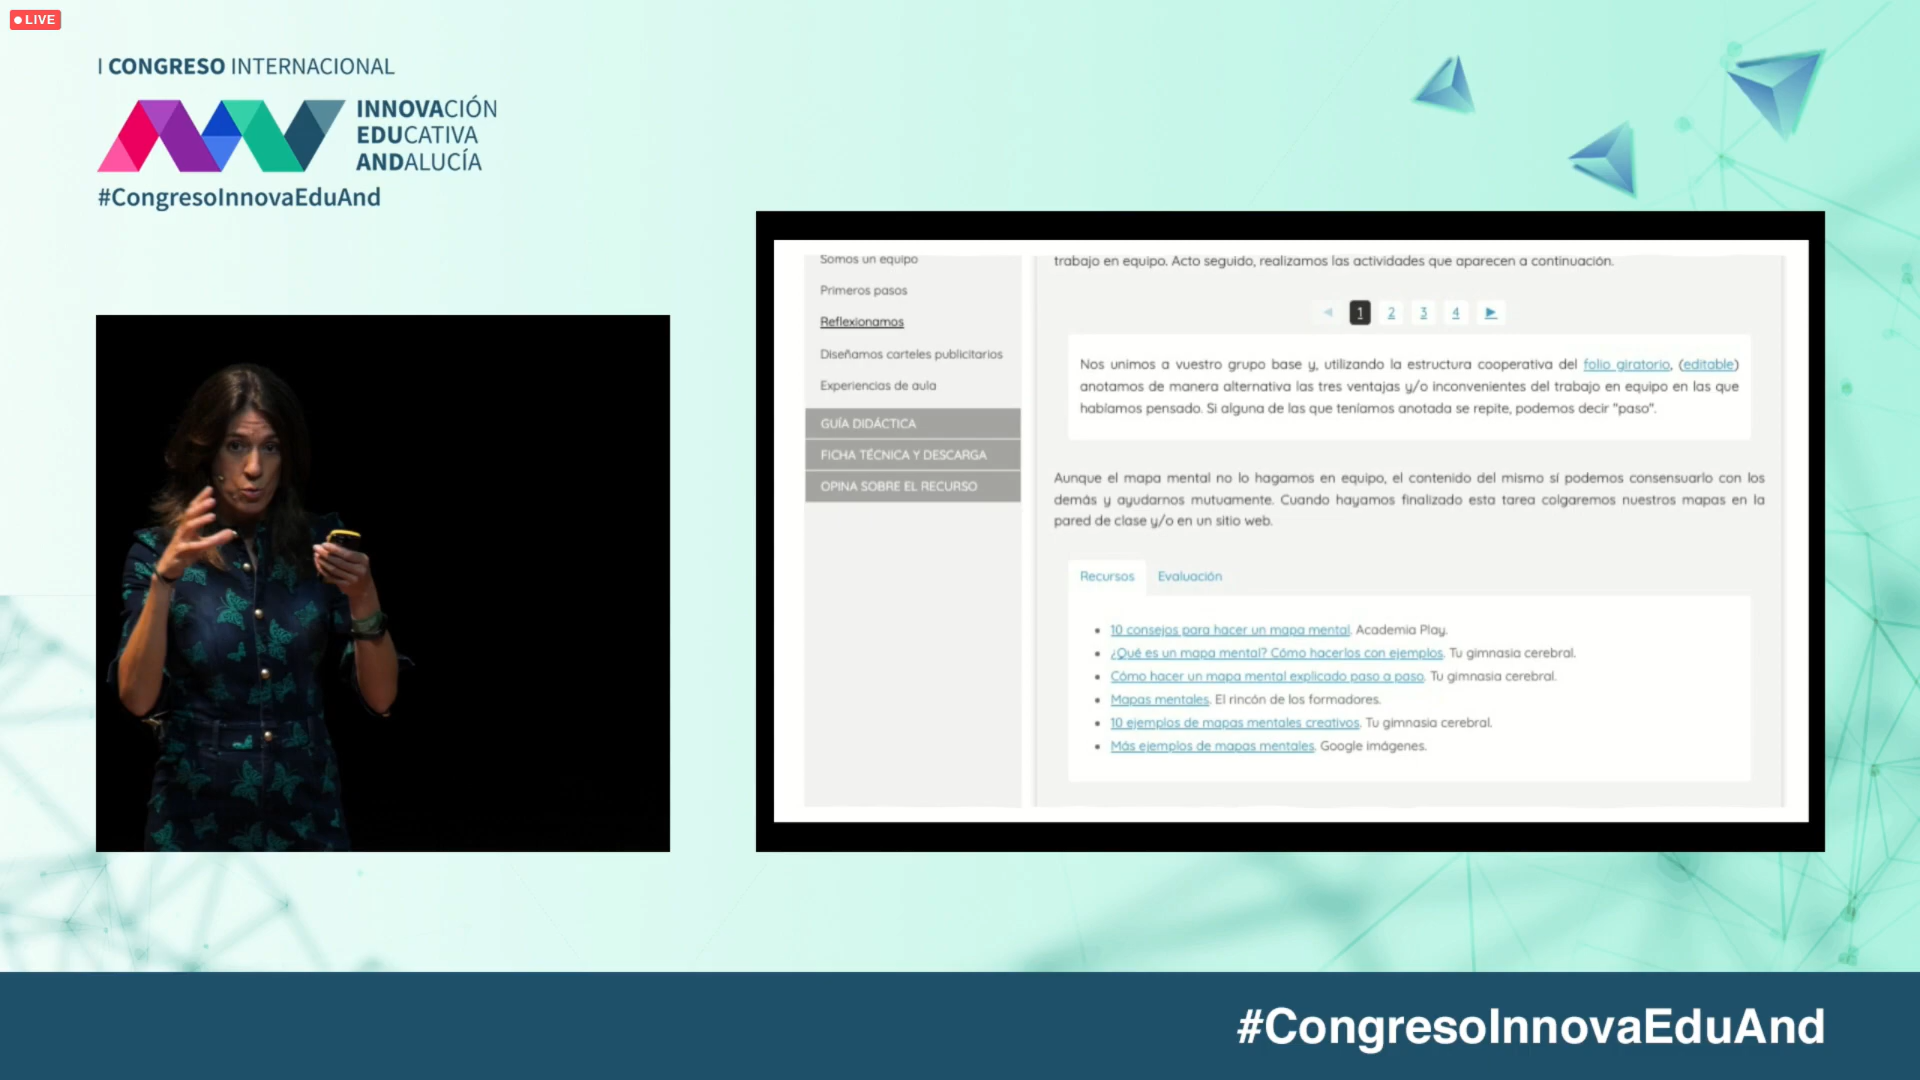 LIVE
I CONGRESO INTERNACIONAL
INNOVACIÓN
EDUCATIVA
ANDALUCÍA
#CongresoInnovaEduAnd
Somos un equipo
Primeros pasos
Reflexionamos
Diseñamos carteles publicitarios
Experiencias de aula
GUÍA DIDÁCTICA
FICHA TÉCNICA Y DESCARGA
OPINA SOBRE EL RECURSO
trabajo en equipo. Acto seguido, realizamos las actividades que aparecen a continuación.
1 2 3 4
Nos unimos a vuestro grupo base y, utilizando la estructura cooperativa del folio giratorio, (editable)
anotamos de manera alternativa las tres ventajas y/o inconvenientes del trabajo en equipo en las que
habíamos pensado. Si alguna de las que teníamos anotada se repite, podemos decir "paso".
Aunque el mapa mental no lo hagamos en equipo, el contenido del mismo sí podemos consensuarlo con los
demás y ayudarnos mutuamente. Cuando hayamos finalizado esta tarea colgaremos nuestros mapas en la
pared de clase y/o en un sitio web.
Recursos Evaluación
10 consejos para hacer un mapa mental. Academia Play.
¿Qué es un mapa mental? Cómo hacerlos con ejemplos. Tu gimnasia cerebral.
Cómo hacer un mapa mental explicado paso a paso. Tu gimnasia cerebral.
Mapas mentales. El rincón de los formadores.
10 ejemplos de mapas mentales creativos. Tu gimnasia cerebral.
Más ejemplos de mapas mentales. Google imágenes.
#CongresoInnovaEduAnd